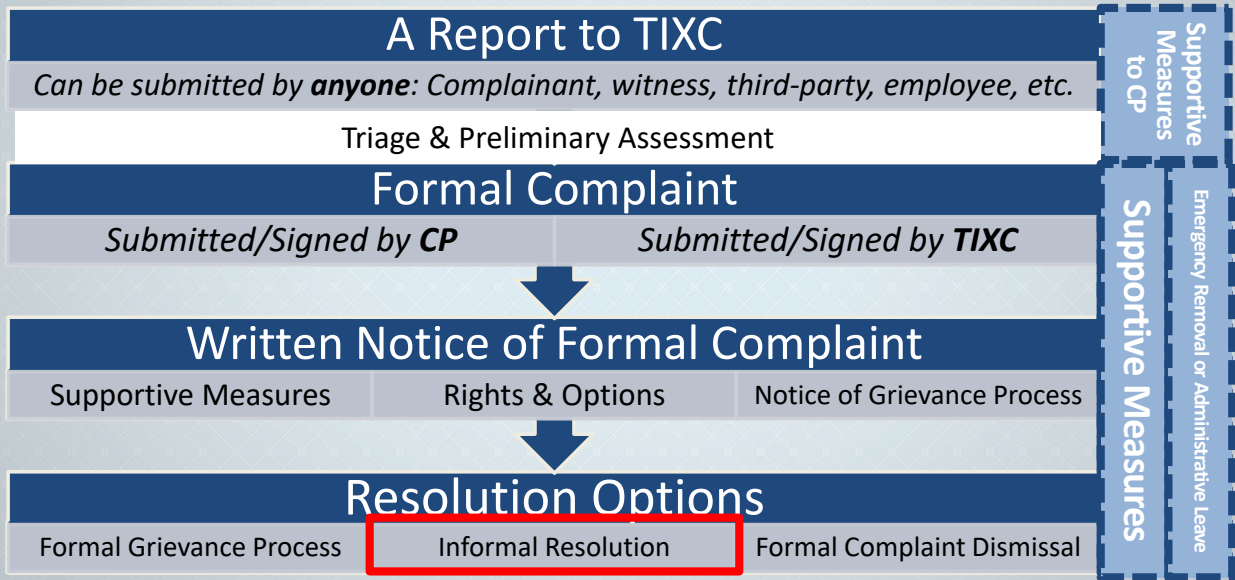 A Report to TIXC
Can be submitted by anyone: Complainant, witness, third-party, employee, etc.
Triage & Preliminary Assessment
Formal Complaint
Submitted/Signed by CP
Submitted/Signed by TIXC
Written Notice of Formal Complaint
Supportive Measures
Rights & Options
Notice of Grievance Process
Resolution Options
Formal Grievance Process
Informal Resolution
Formal Complaint Dismissal
Supportive
Measures
to CP
Supportive Measures
Emergency Removal or Administrative Leave